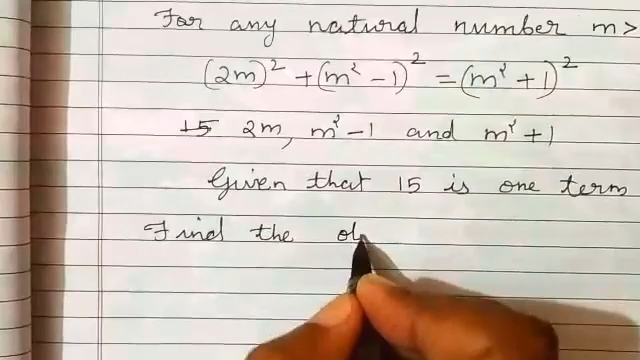 For any natural number m >
(2m)² + (m² - 1)² = (m² + 1)²
15 2m, m² - 1 and m² + 1
Given that 15 is one term
Find the